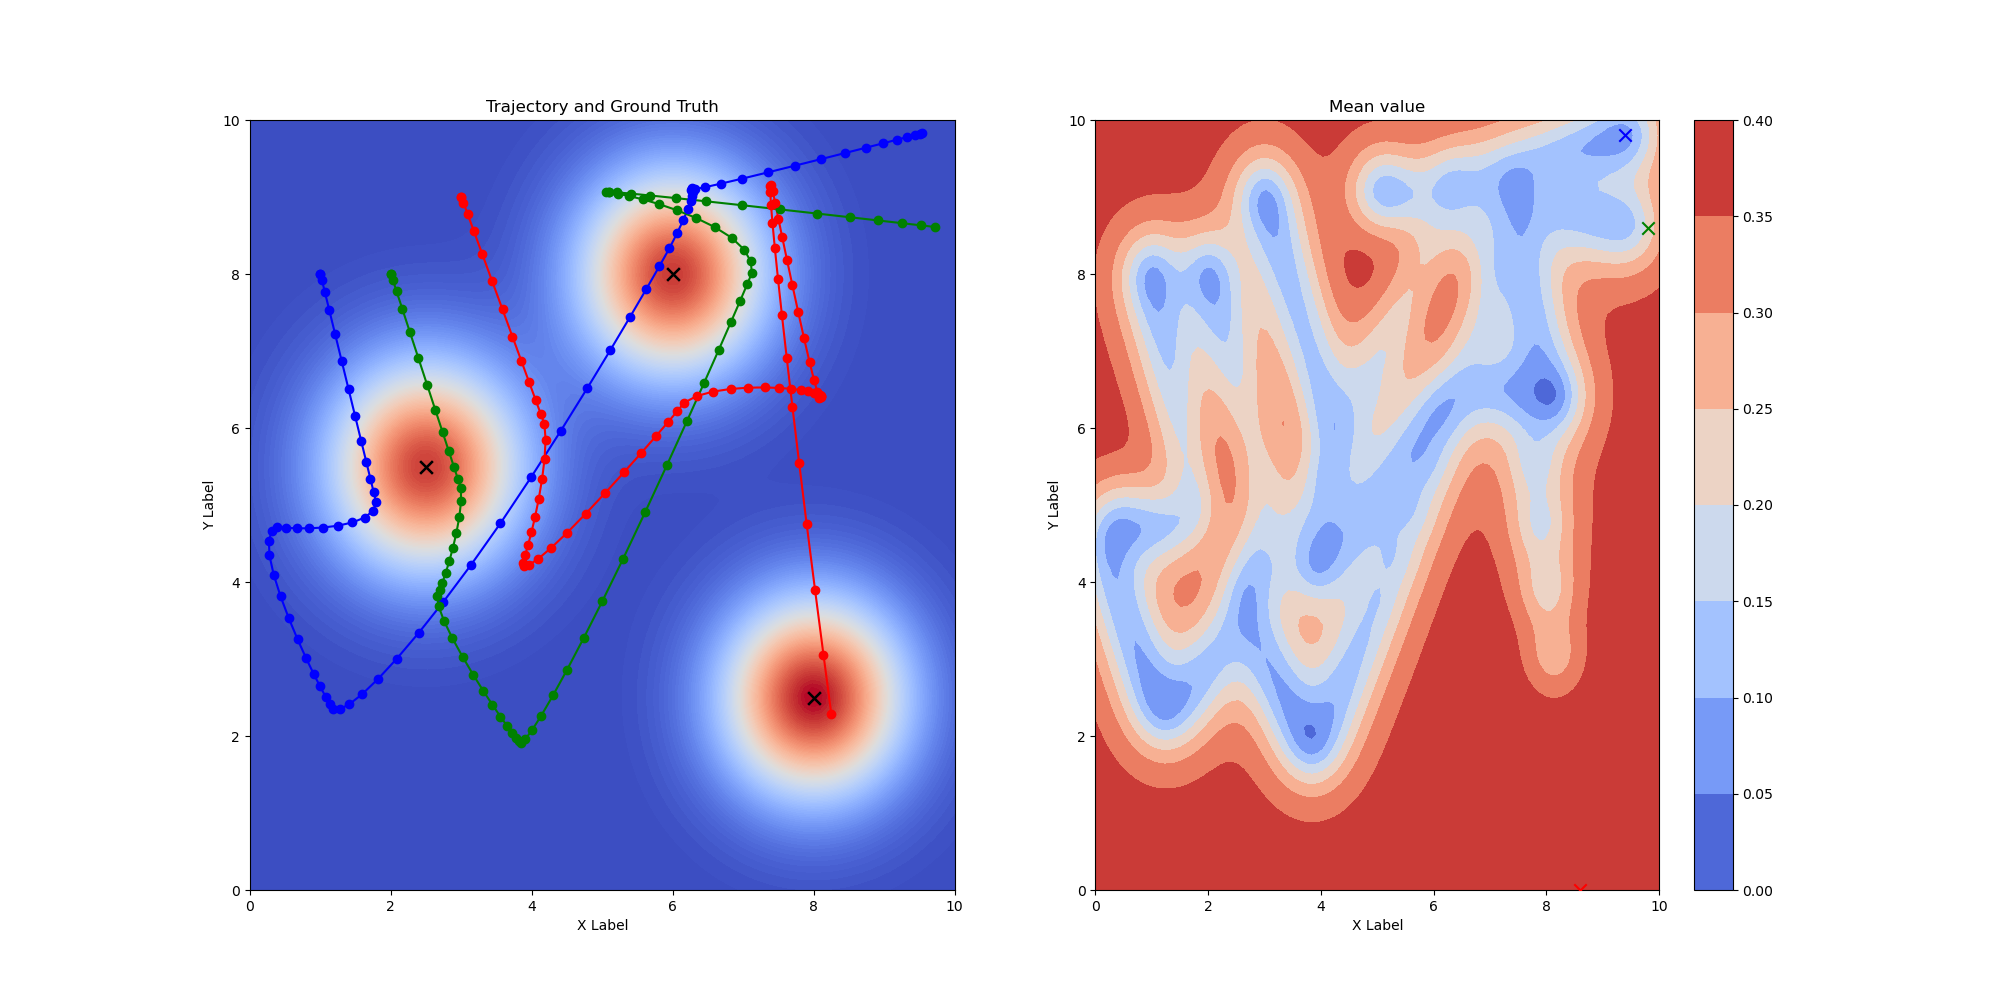 Trajectory and Ground Truth
10
8
6
4
2
0
Y Label
0 2 4 6 8 10
X Label
Mean value
10
8
6
4
2
0
Y Label
0 2 4 6 8 10
X Label
0.40
0.35
0.30
0.25
0.20
0.15
0.10
0.05
0.00